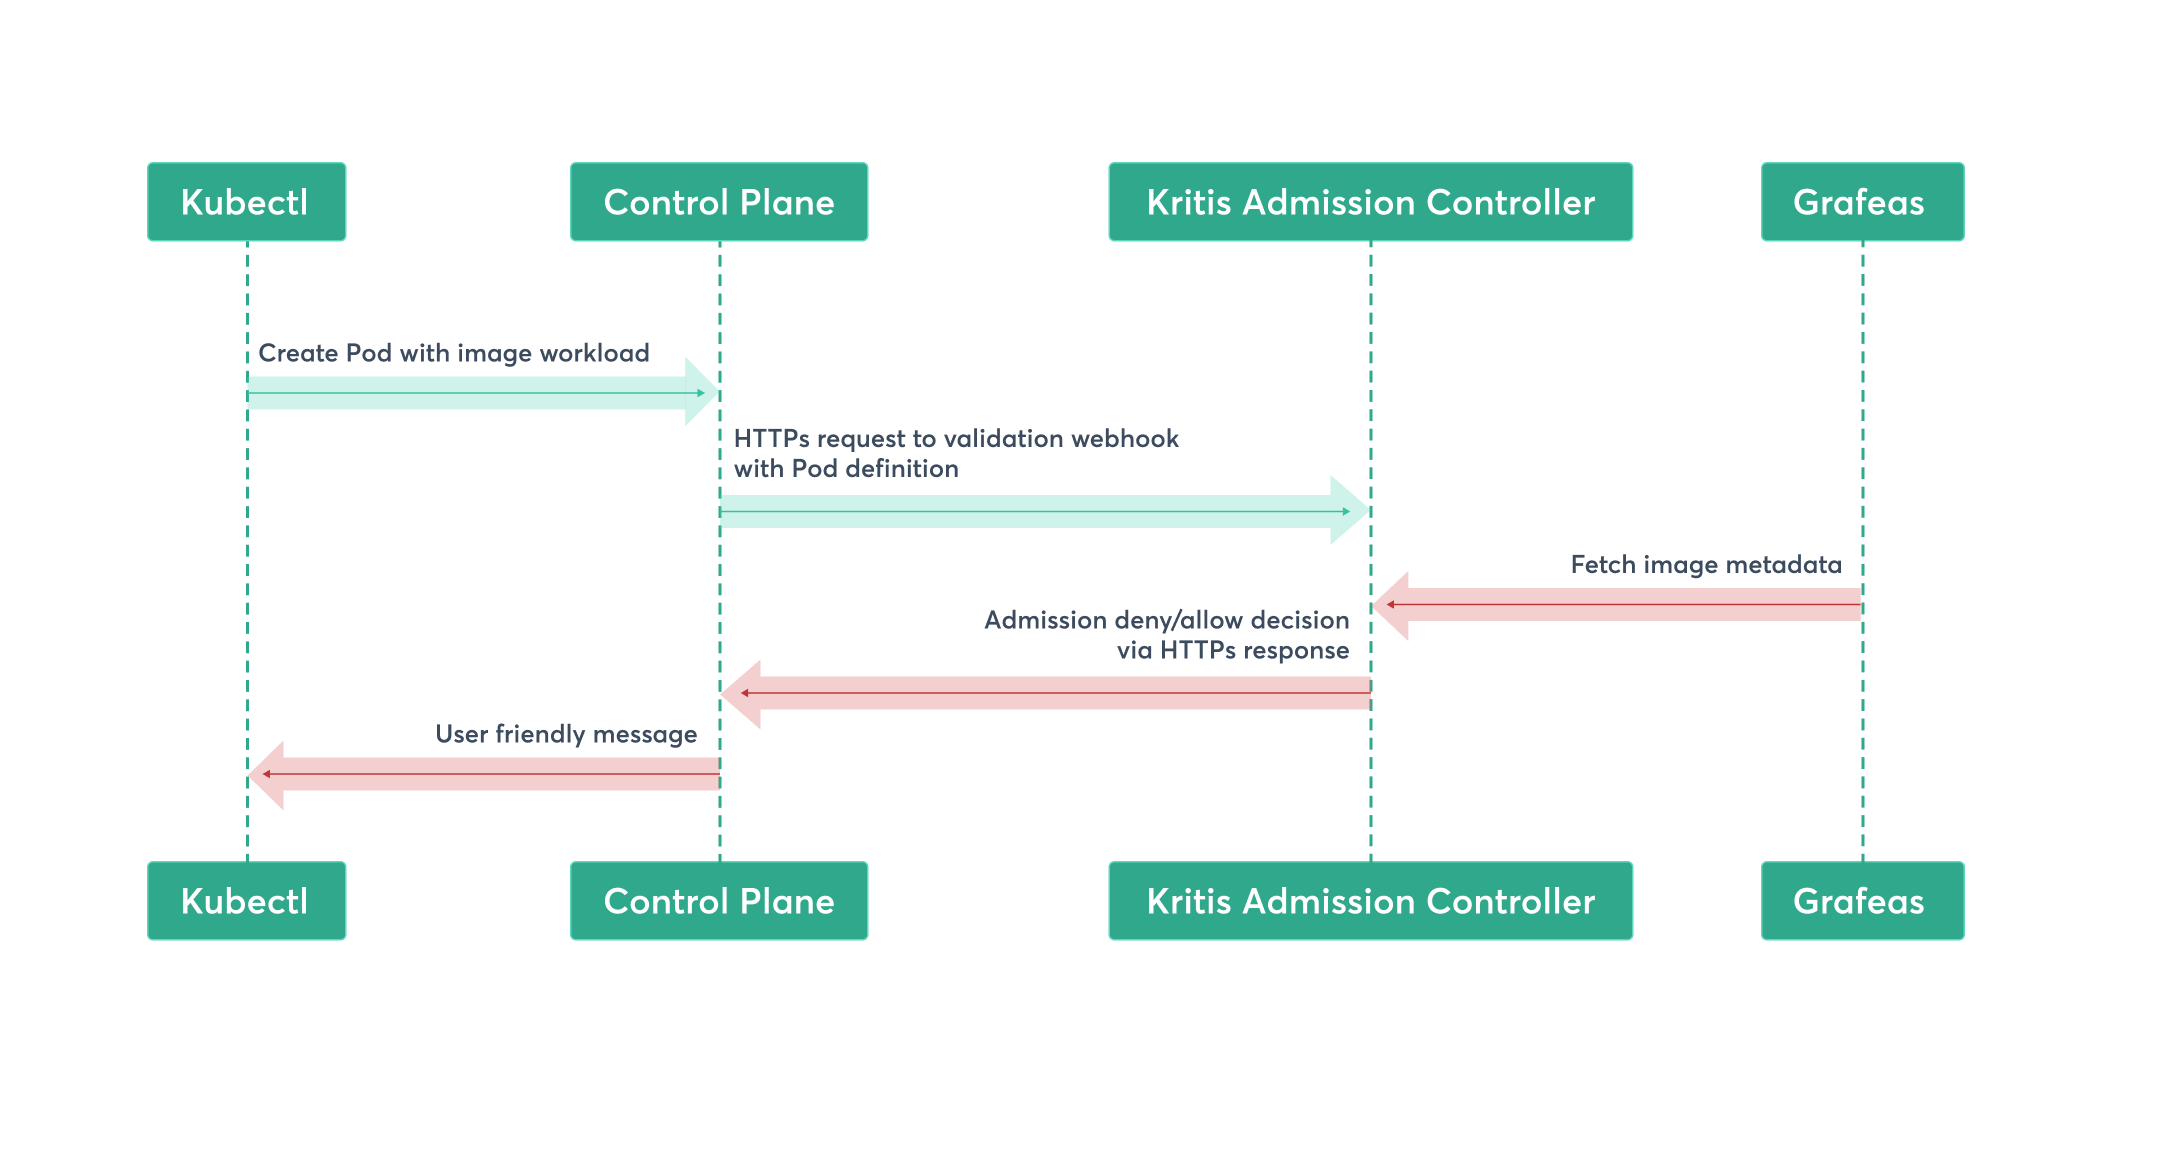 Kubectl
Control Plane
Kritis Admission Controller
Grafeas
Create Pod with image workload
HTTPs request to validation webhook
with Pod definition
Fetch image metadata
Admission deny/allow decision
via HTTPs response
User friendly message
Kubectl
Control Plane
Kritis Admission Controller
Grafeas